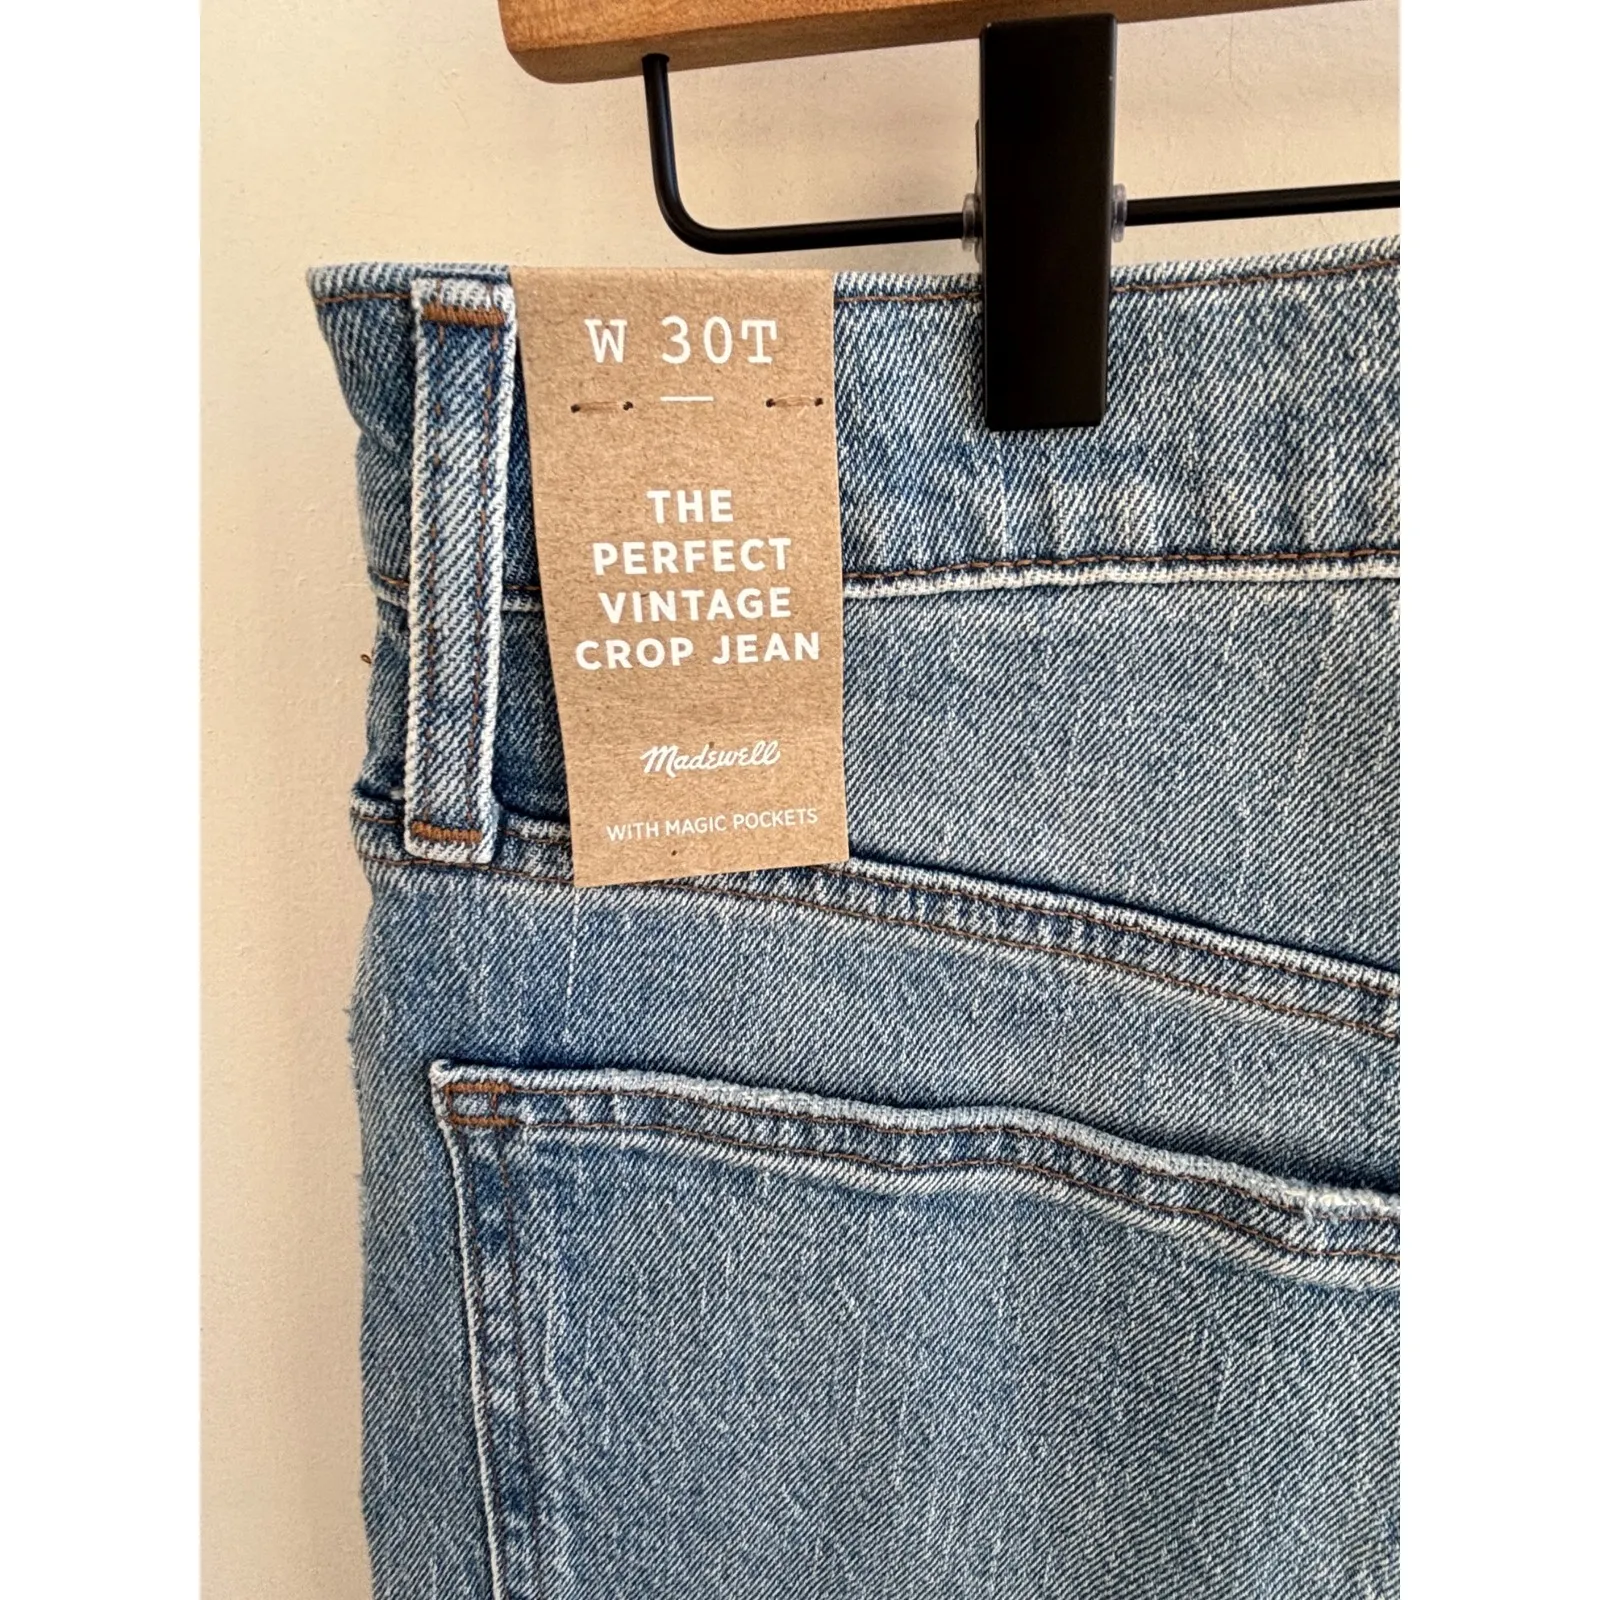 W 30T
THE
PERFECT
VINTAGE
CROP JEAN
Madewell
WITH MAGIC POCKETS